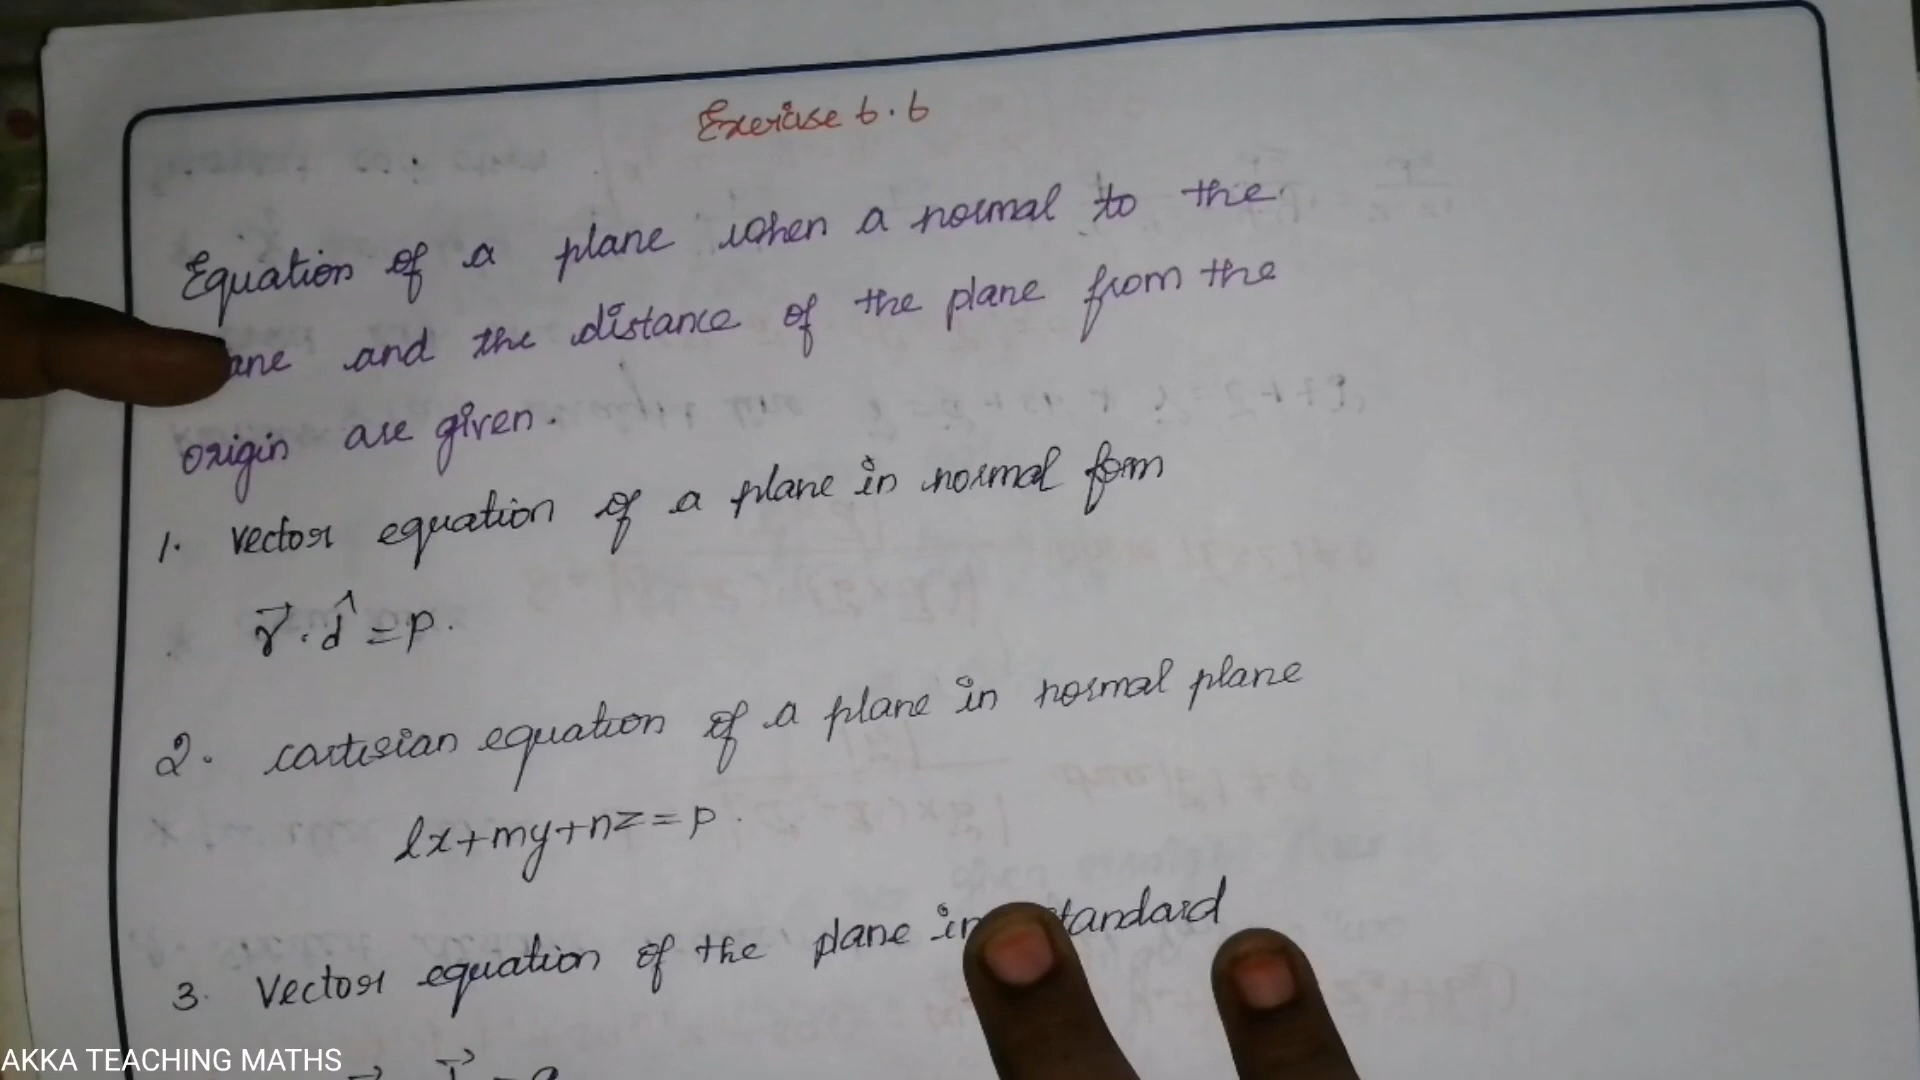 Exercise 6.6
Equation of a plane when a normal to the
ane and the distance of the plane from the
origin are given.
1. Vector equation of a plane in normal form
r⃗ . d̂ = p.
2. cartesian equation of a plane in normal plane
lx+my+nz=p.
3. Vector equation of the plane in standard
AKKA TEACHING MATHS